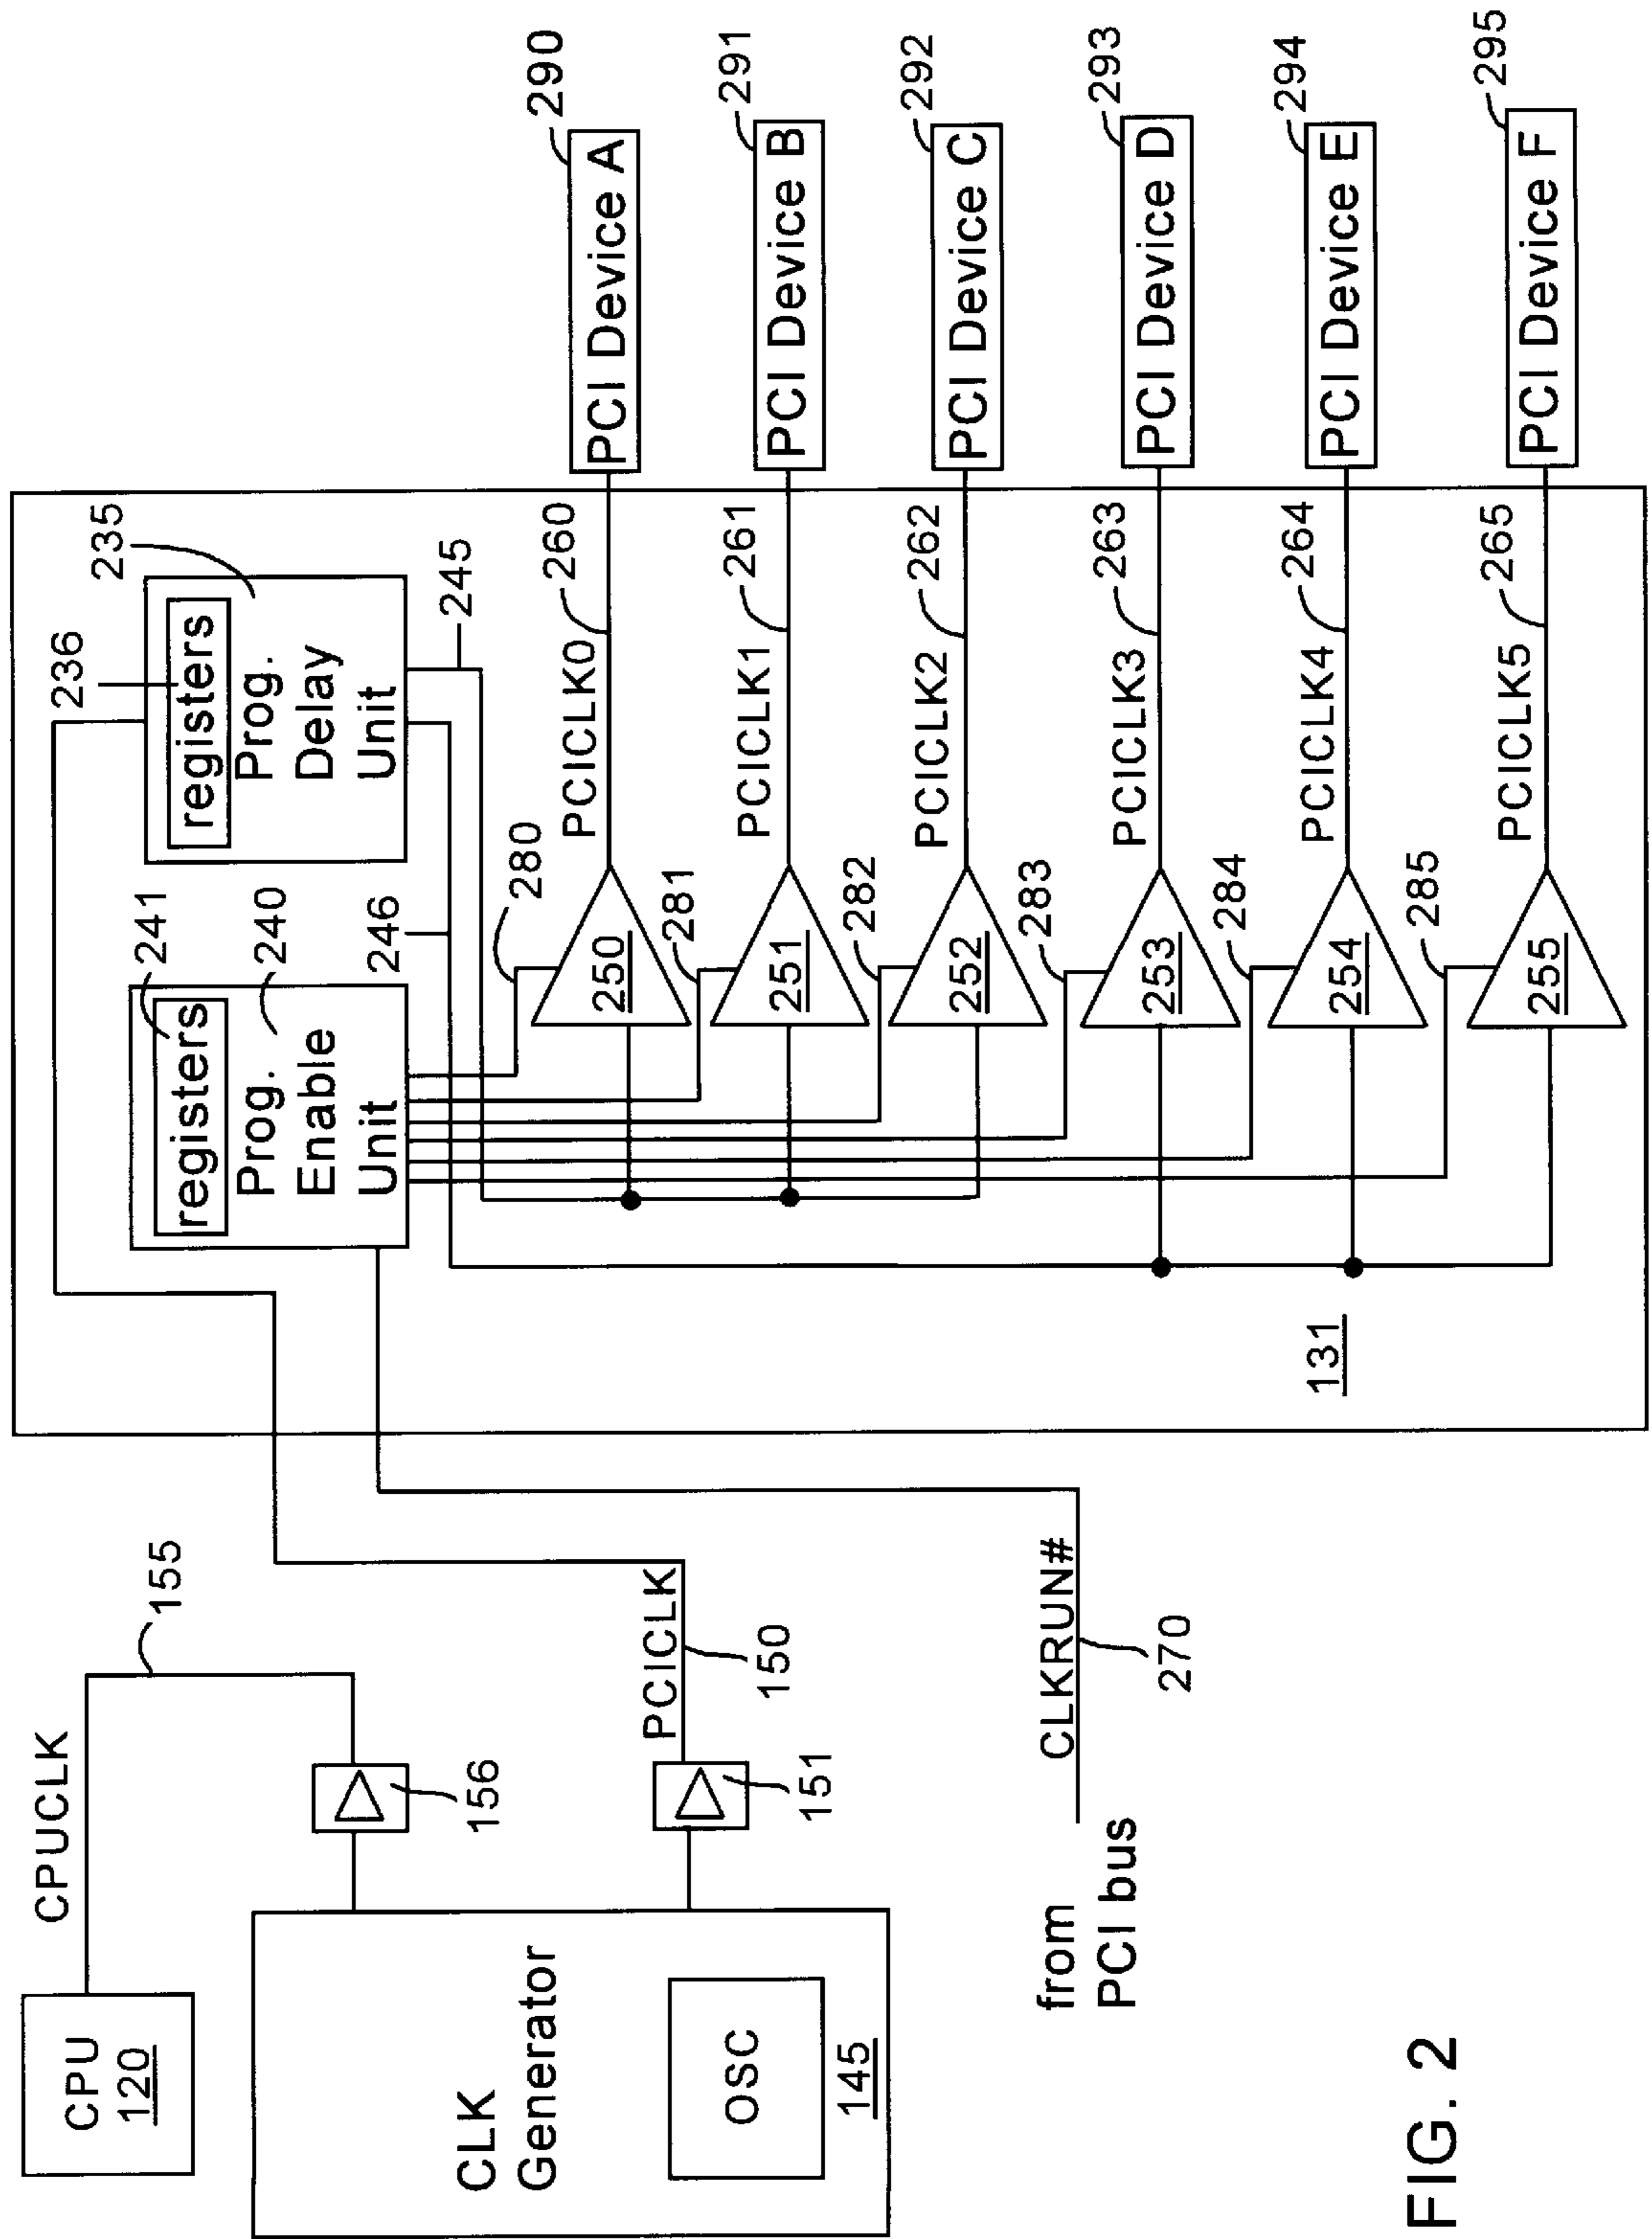 CPU
120
CPUCLK
155
156
CLK
Generator
OSC
145
PCICLK
150
151
from
PCI bus
CLKRUN#
270
131
241
registers
240
Prog.
Enable
Unit
236
235
registers
Prog.
Delay
Unit
246
245
280
250
PCICLK0
260
290
PCI Device A
281
251
PCICLK1
261
291
PCI Device B
282
252
PCICLK2
262
292
PCI Device C
283
253
PCICLK3
263
293
PCI Device D
284
254
PCICLK4
264
294
PCI Device E
285
255
PCICLK5
265
295
PCI Device F
FIG. 2